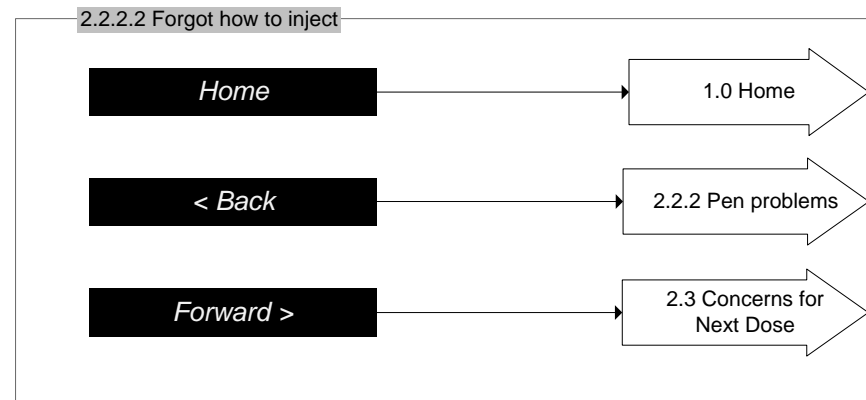 2.2.2.2 Forgot how to inject
Home
1.0 Home
< Back
2.2.2 Pen problems
Forward >
2.3 Concerns for
Next Dose